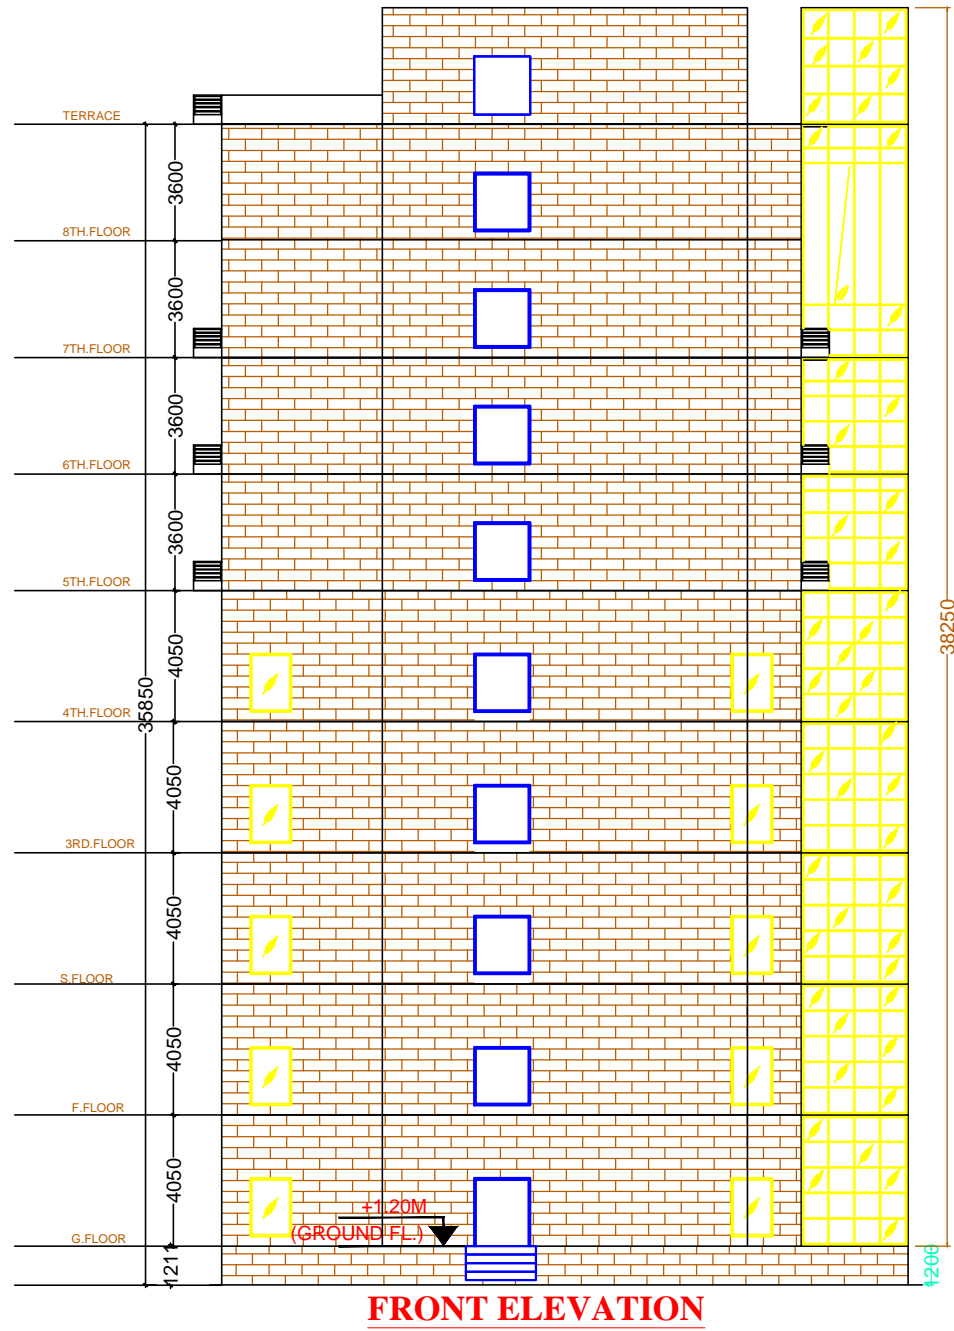 TERRACE
3600
8TH.FLOOR
3600
7TH.FLOOR
3600
6TH.FLOOR
3600
5TH.FLOOR
38250
4050
35850
4TH.FLOOR
4050
3RD.FLOOR
4050
S.FLOOR
4050
F.FLOOR
4050
+1.20M
(GROUND FL.)
G.FLOOR
1211
1200
FRONT ELEVATION